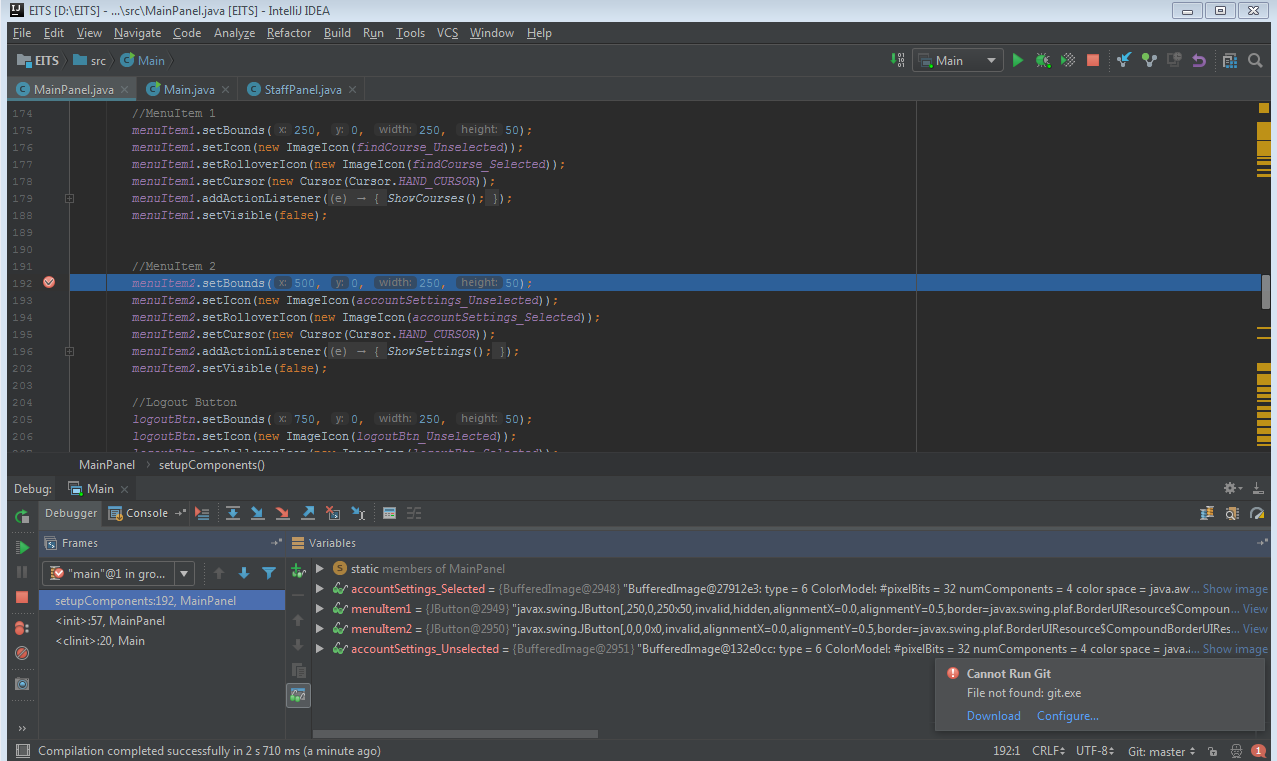 EITS [D:\EITS] - ...\src\MainPanel.java [EITS] - IntelliJ IDEA
File Edit View Navigate Code Analyze Refactor Build Run Tools VCS Window Help
EITS src Main Main
MainPanel.java Main.java StaffPanel.java
174 //MenuItem 1
175 menuItem1.setBounds( x: 250, y: 0, width: 250, height: 50);
176 menuItem1.setIcon(new ImageIcon(findCourse_Unselected));
177 menuItem1.setRolloverIcon(new ImageIcon(findCourse_Selected));
178 menuItem1.setCursor(new Cursor(Cursor.HAND_CURSOR));
179 menuItem1.addActionListener((e) → { ShowCourses(); });
188 menuItem1.setVisible(false);
189
190
191 //MenuItem 2
192 menuItem2.setBounds( x: 500, y: 0, width: 250, height: 50);
193 menuItem2.setIcon(new ImageIcon(accountSettings_Unselected));
194 menuItem2.setRolloverIcon(new ImageIcon(accountSettings_Selected));
195 menuItem2.setCursor(new Cursor(Cursor.HAND_CURSOR));
196 menuItem2.addActionListener((e) → { ShowSettings(); });
202 menuItem2.setVisible(false);
203
204 //Logout Button
205 logoutBtn.setBounds( x: 750, y: 0, width: 250, height: 50);
206 logoutBtn.setIcon(new ImageIcon(logoutBtn_Unselected));
MainPanel › setupComponents()
Debug: Main
Debugger Console
Frames
Variables
"main"@1 in gro...
setupComponents:192, MainPanel
<init>:57, MainPanel
<clinit>:20, Main
static members of MainPanel
accountSettings_Selected = {BufferedImage@2948} "BufferedImage@27912e3: type = 6 ColorModel: #pixelBits = 32 numComponents = 4 color space = java.aw... Show image
menuItem1 = {JButton@2949} "javax.swing.JButton[,250,0,250x50,invalid,hidden,alignmentX=0.0,alignmentY=0.5,border=javax.swing.plaf.BorderUIResource$Compoun... View
menuItem2 = {JButton@2950} "javax.swing.JButton[,0,0,0x0,invalid,alignmentX=0.0,alignmentY=0.5,border=javax.swing.plaf.BorderUIResource$CompoundBorderUIRes... View
accountSettings_Unselected = {BufferedImage@2951} "BufferedImage@132e0cc: type = 6 ColorModel: #pixelBits = 32 numComponents = 4 color space = java.a... Show image
Cannot Run Git
File not found: git.exe
Download Configure...
Compilation completed successfully in 2 s 710 ms (a minute ago) 192:1 CRLF UTF-8 Git: master 1